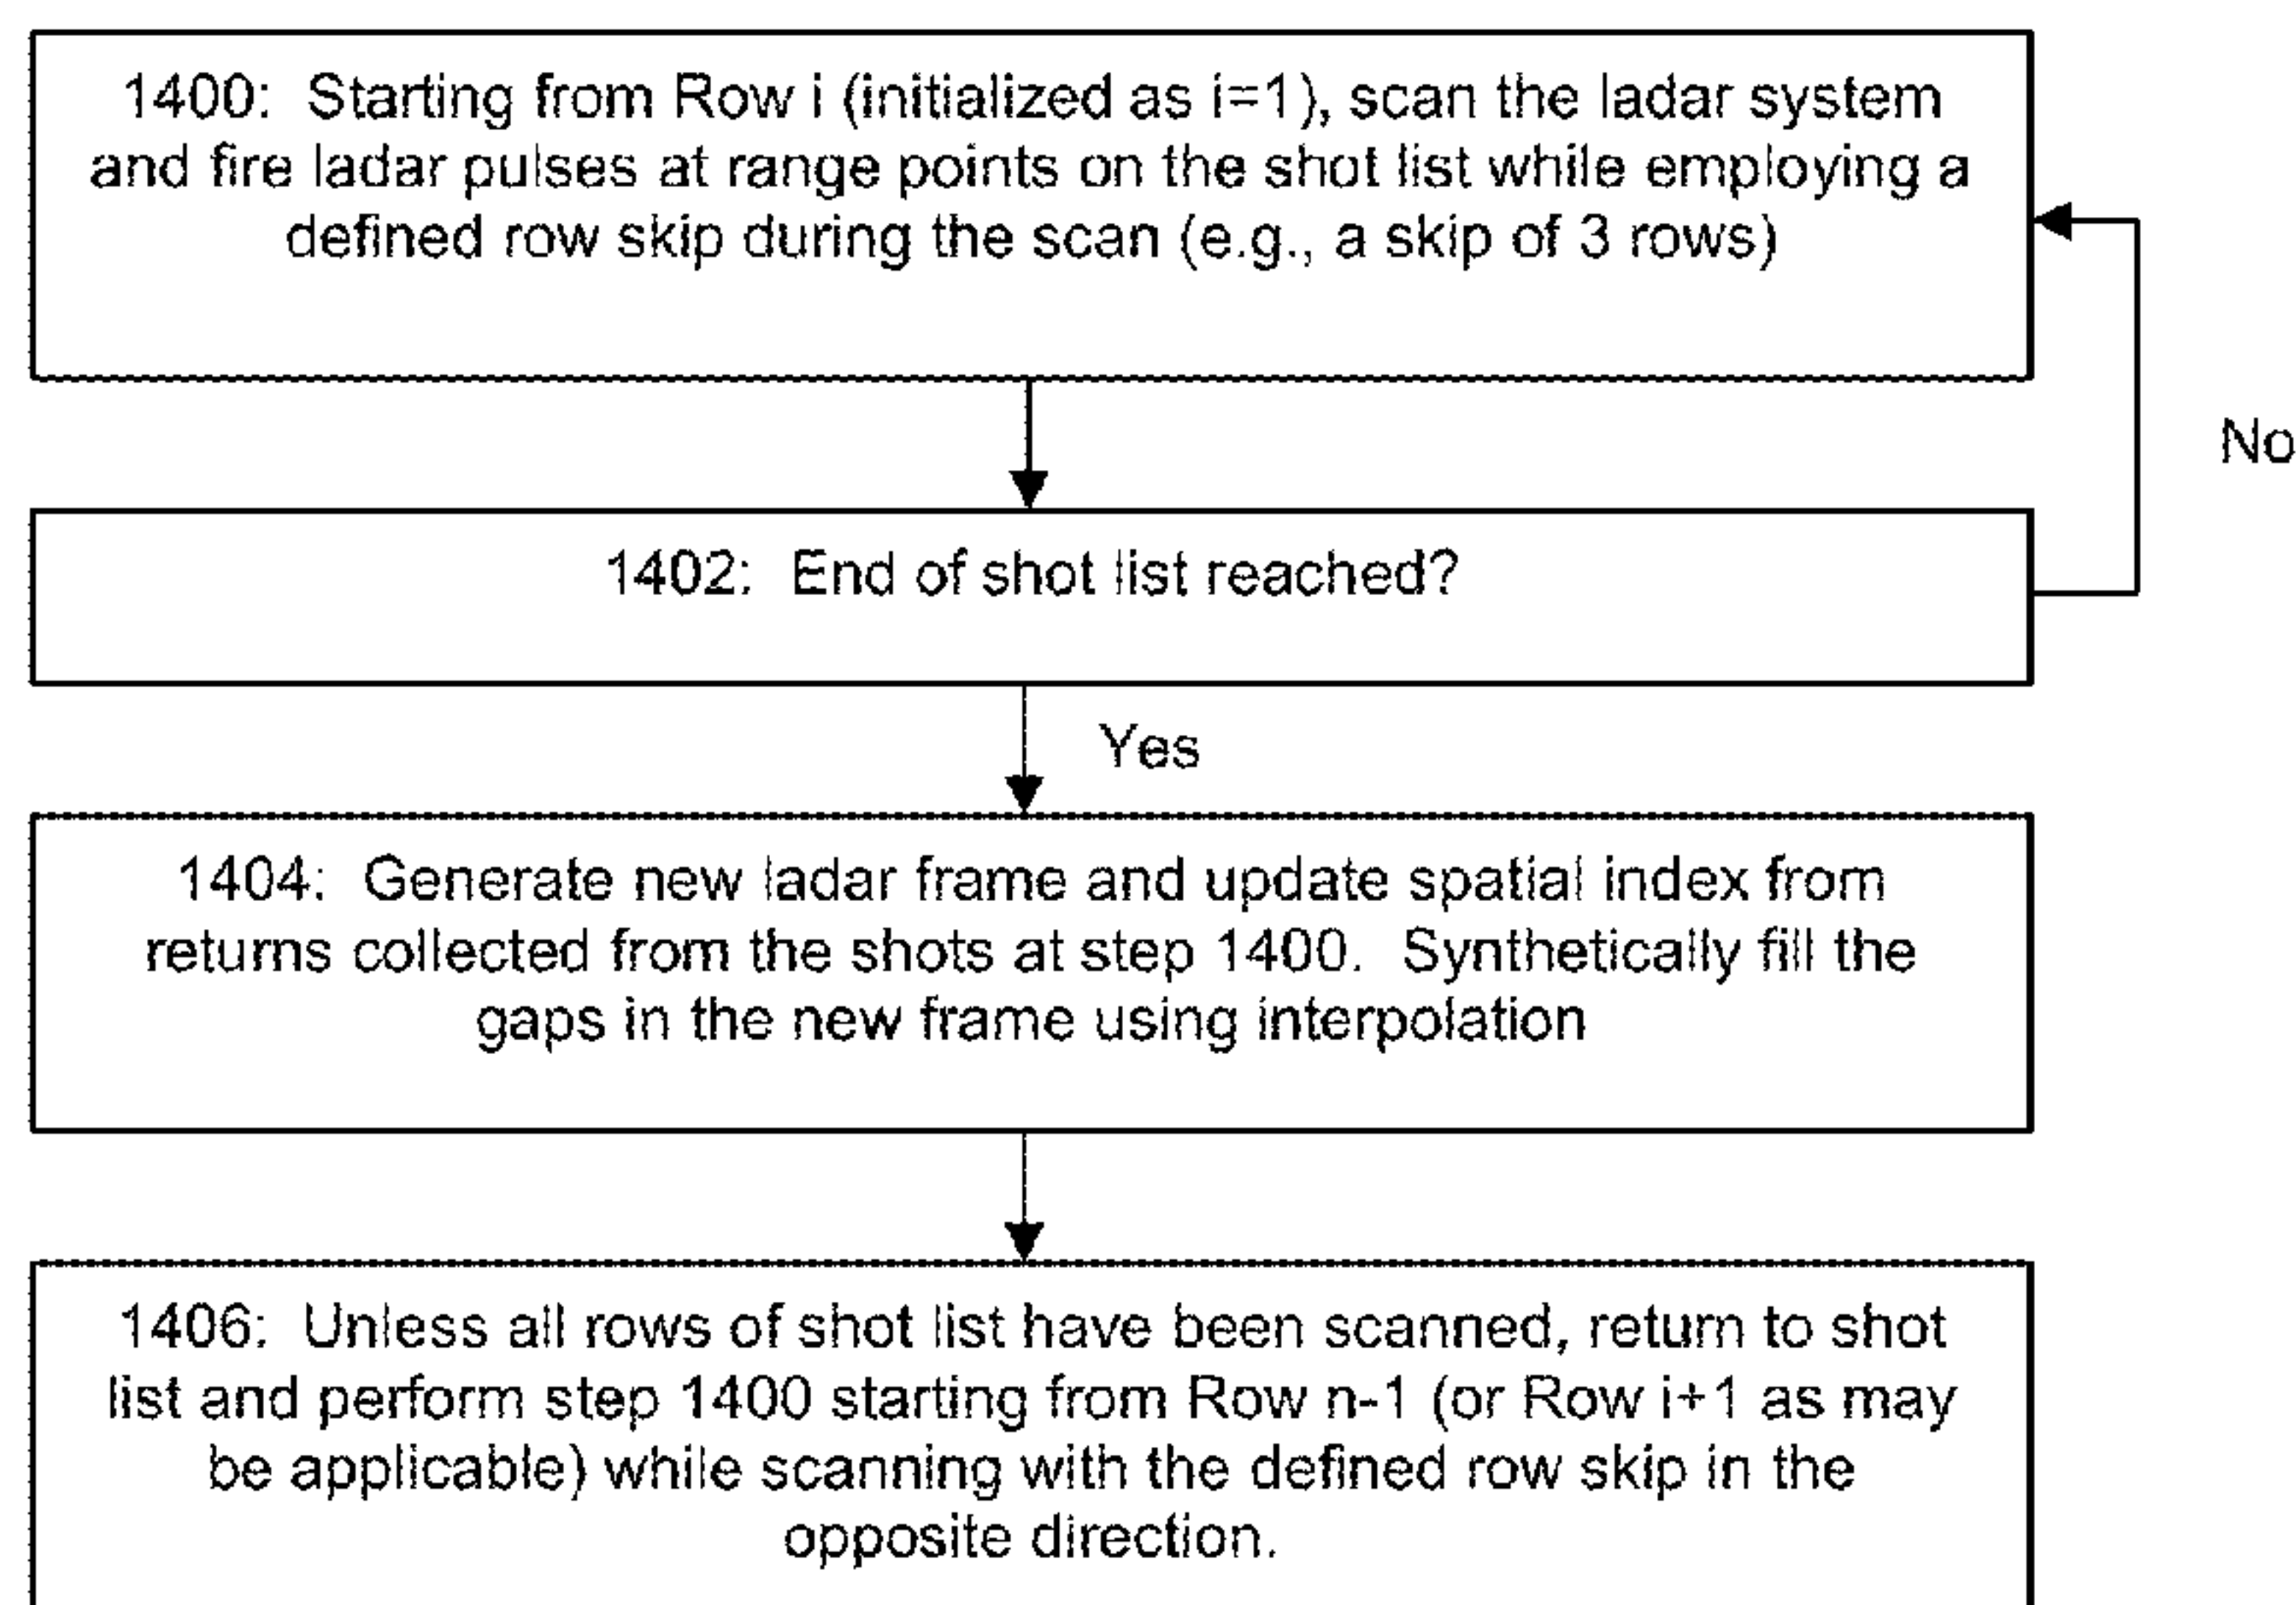 1400: Starting from Row i (initialized as i=1), scan the ladar system
and fire ladar pulses at range points on the shot list while employing a
defined row skip during the scan (e.g., a skip of 3 rows)
No
1402: End of shot list reached?
Yes
1404: Generate new ladar frame and update spatial index from
returns collected from the shots at step 1400. Synthetically fill the
gaps in the new frame using interpolation
1406: Unless all rows of shot list have been scanned, return to shot
list and perform step 1400 starting from Row n-1 (or Row i+1 as may
be applicable) while scanning with the defined row skip in the
opposite direction.